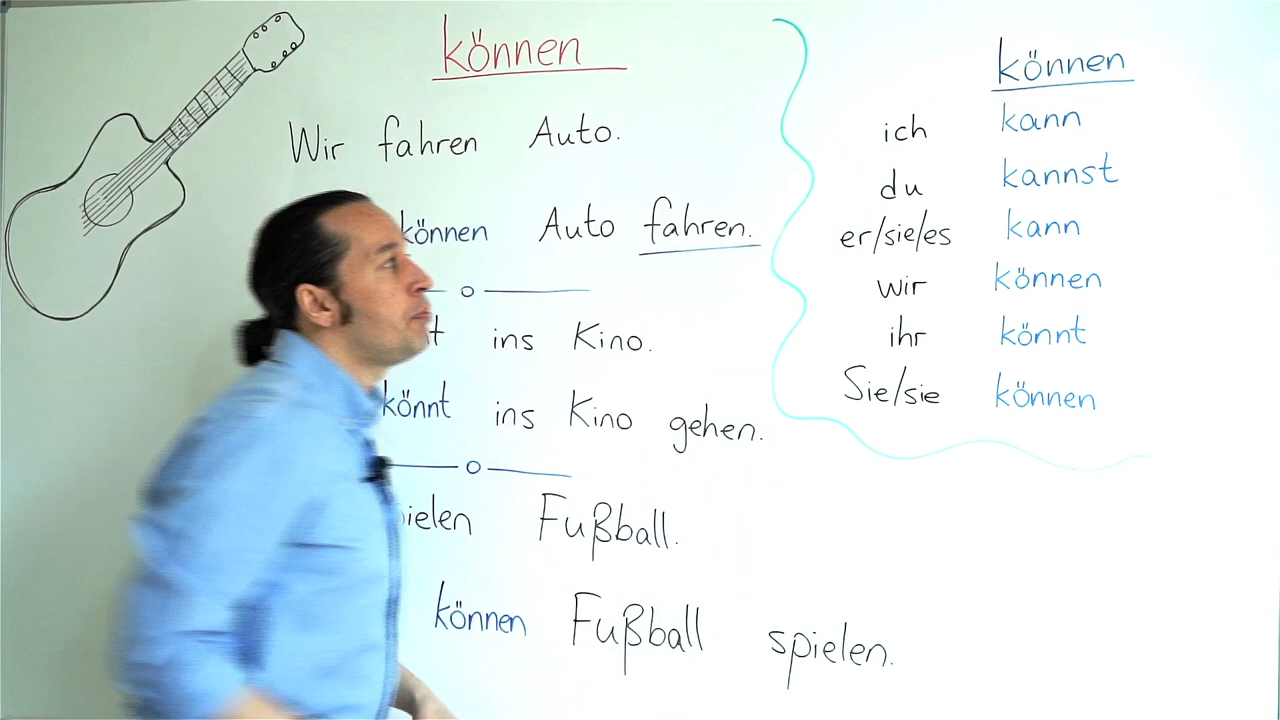 können
Wir fahren Auto.
können Auto fahren.
ins Kino.
könnt ins Kino gehen.
Fußball.
können Fußball spielen.
können
ich kann
du kannst
er/sie/es kann
wir können
ihr könnt
Sie/sie können